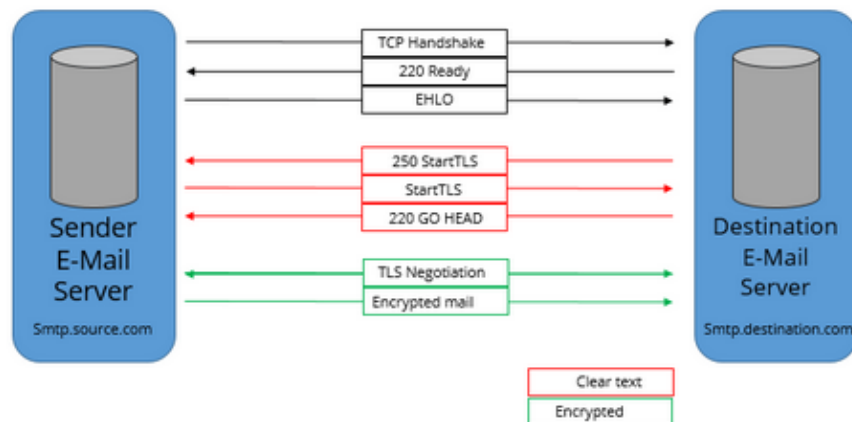 TCP Handshake
220 Ready
EHLO
250 StartTLS
StartTLS
220 GO HEAD
TLS Negotiation
Encrypted mail
Sender
E-Mail
Server
Smtp.source.com
Destination
E-Mail
Server
Smtp.destination.com
Clear text
Encrypted